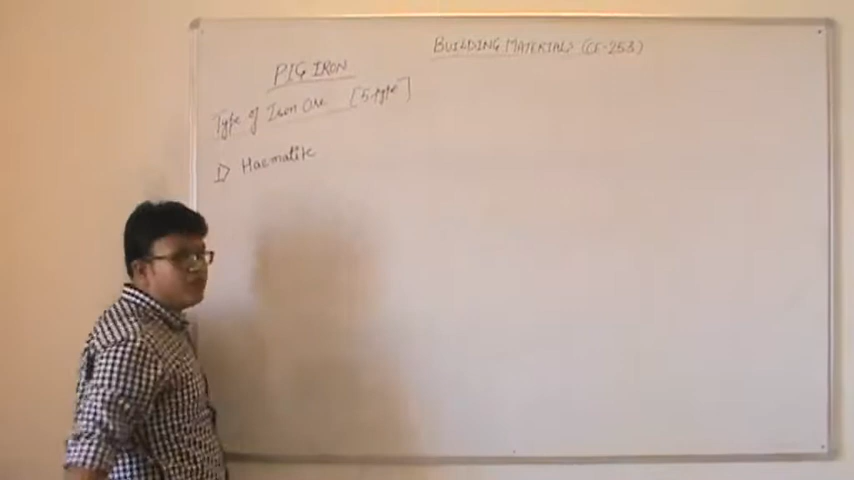 BUILDING MATERIALS (CE-253)
PIG IRON
Type of Iron Ore [5-type]
1) Haematite